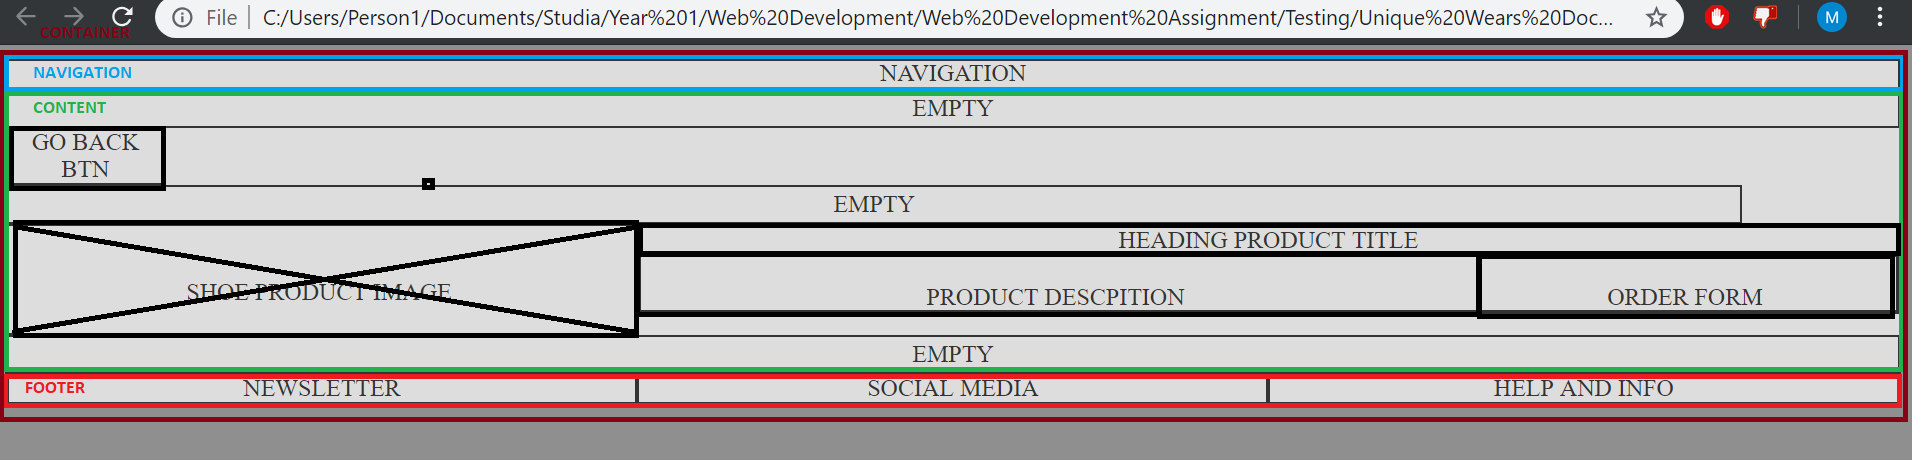 File
C:/Users/Person1/Documents/Studia/Year%201/Web%20Development/Web%20Development%20Assignment/Testing/Unique%20Wears%20Doc...
M
CONTAINER
NAVIGATION
NAVIGATION
CONTENT
EMPTY
GO BACK
BTN
EMPTY
HEADING PRODUCT TITLE
SHOE PRODUCT IMAGE
PRODUCT DESCPITION
ORDER FORM
EMPTY
FOOTER
NEWSLETTER
SOCIAL MEDIA
HELP AND INFO